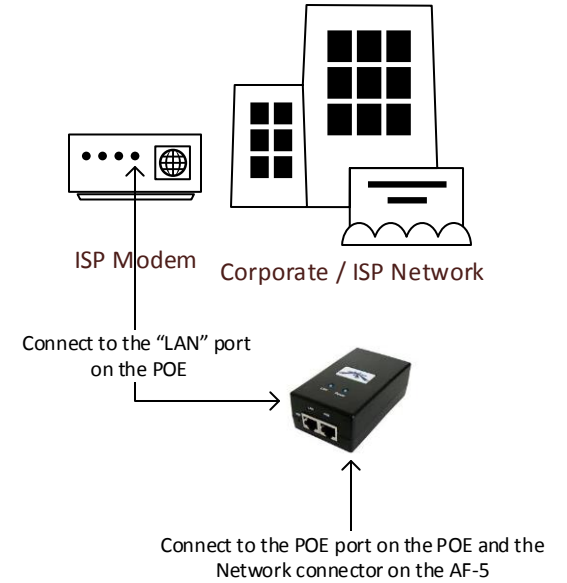 ISP Modem
Corporate / ISP Network
Connect to the “LAN” port
on the POE
Connect to the POE port on the POE and the
Network connector on the AF-5